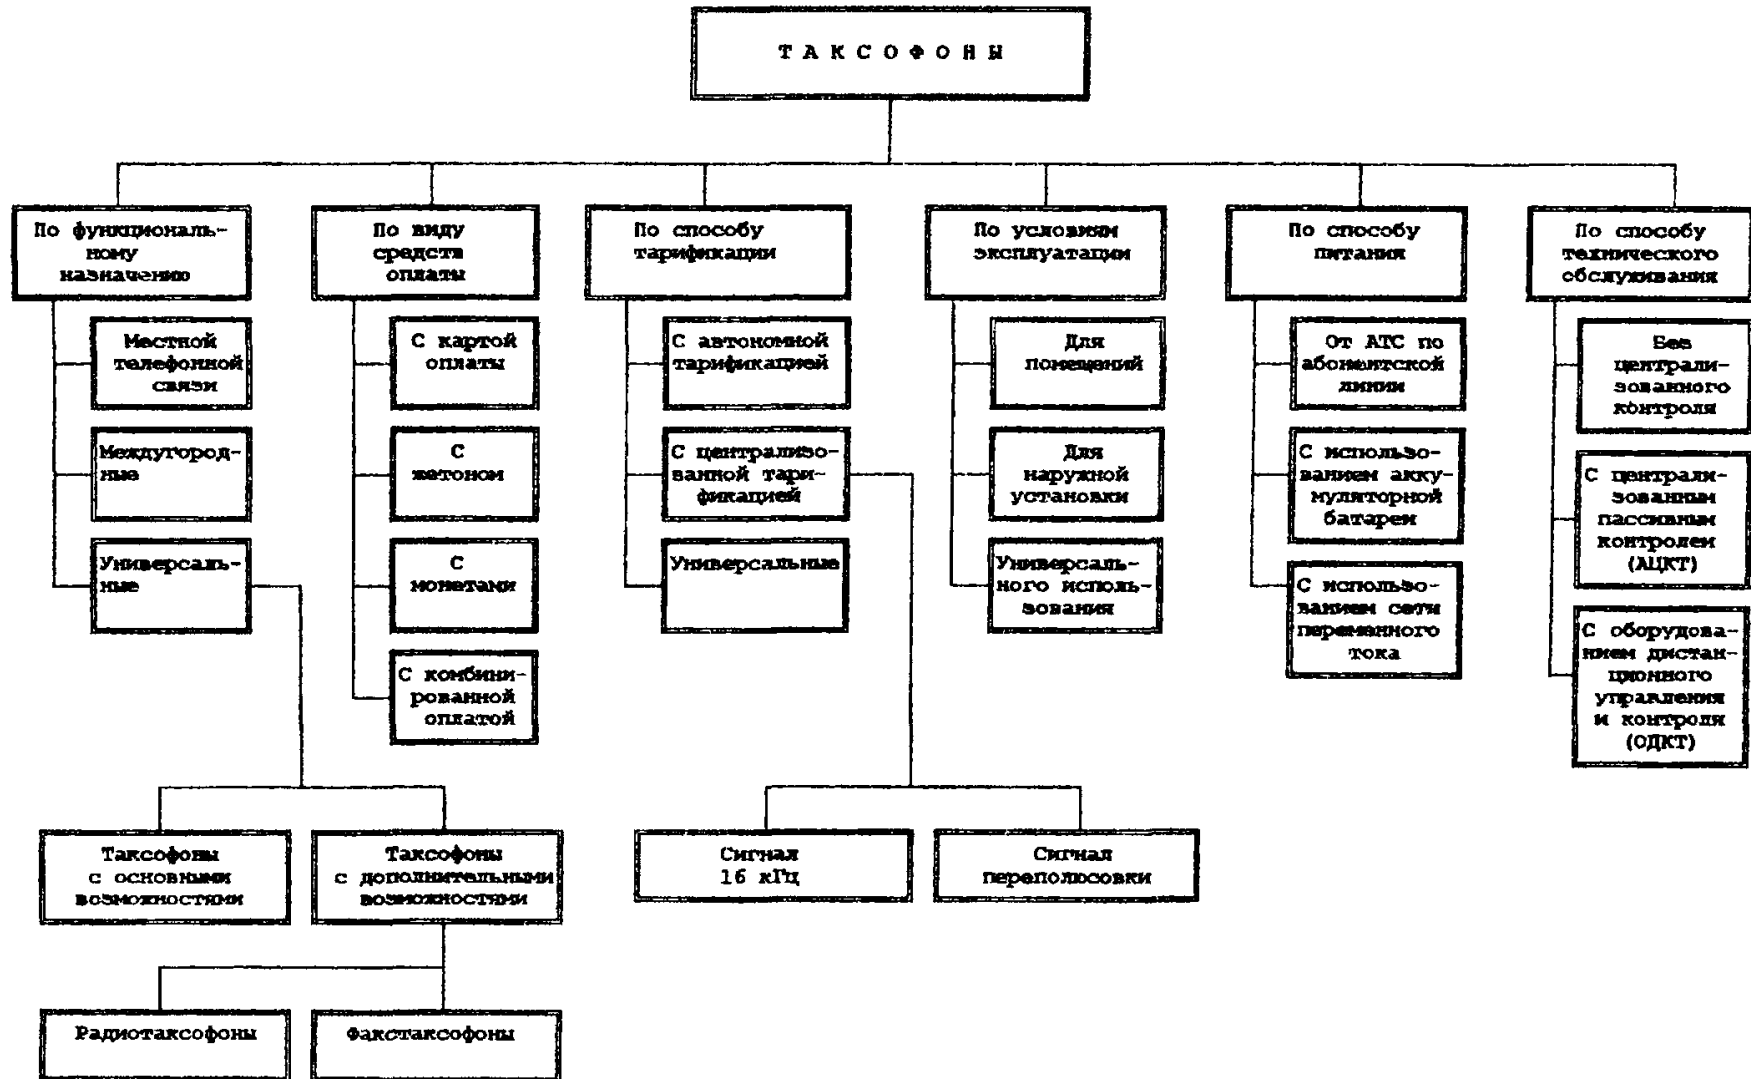 ТАКСОФОНЫ
По функциональ-
ному
назначению
Местной
телефонной
связи
Междугород-
ные
Универсаль-
ные
По виду
средств
оплаты
С картой
оплаты
С
жетоном
С
монетами
С комбини-
рованной
оплатой
По способу
тарификации
С автономной
тарификацией
С централизо-
ванной тари-
фикацией
Универсальные
По условиям
эксплуатации
Для
помещений
Для
наружной
установки
Универсаль-
ного исполь-
зования
По способу
питания
От АТС по
абонентской
линии
С использо-
ванием акку-
муляторной
батареи
С использо-
ванием сети
переменного
тока
По способу
технического
обслуживания
Без
централи-
зованного
контроля
С централи-
зованным
пассивным
контролем
(АЦКТ)
С оборудова-
нием дистан-
ционного
управления
и контроля
(ОДКТ)
Таксофоны
с основными
возможностями
Таксофоны
с дополнительными
возможностями
Радиотаксофоны
Факстаксофоны
Сигнал
16 кГц
Сигнал
переполюсовки